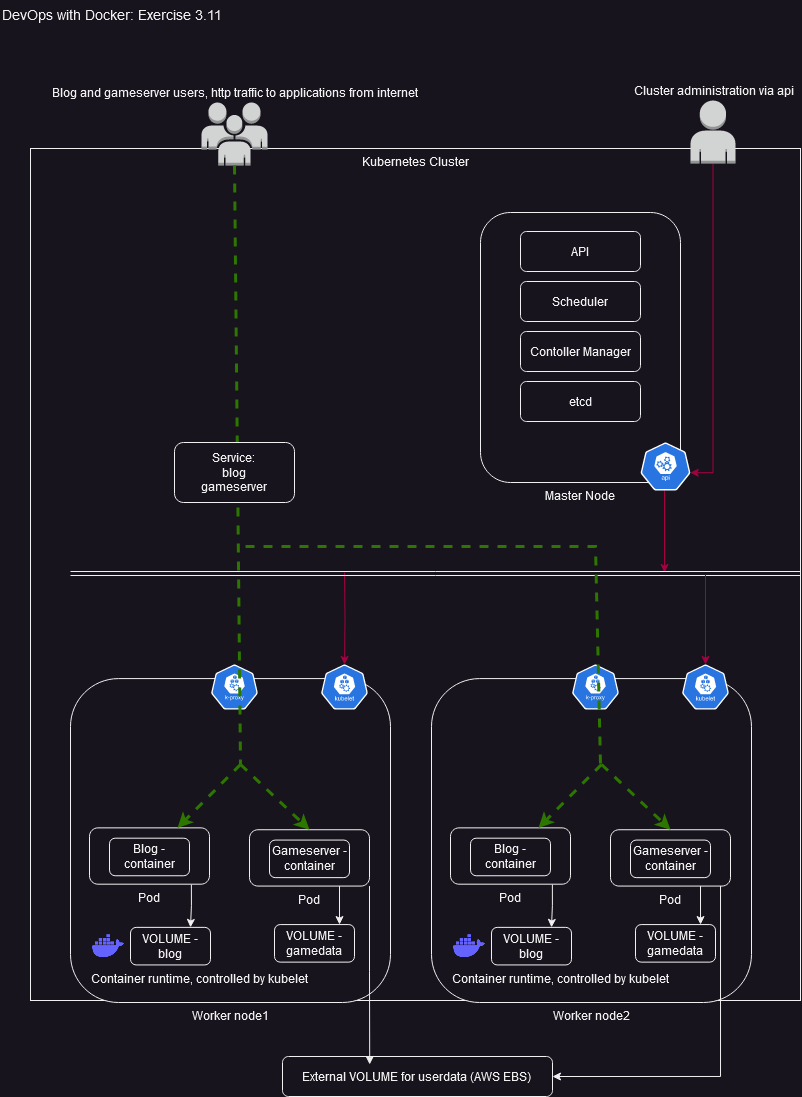 DevOps with Docker: Exercise 3.11
Blog and gameserver users, http traffic to applications from internet
Cluster administration via api
Kubernetes Cluster
API
Scheduler
Contoller Manager
etcd
api
Master Node
Service:
blog
gameserver
k-proxy
kubelet
k-proxy
kubelet
Blog -
container
Gameserver -
container
Blog -
container
Gameserver -
container
Pod
Pod
Pod
Pod
VOLUME -
blog
VOLUME -
gamedata
VOLUME -
blog
VOLUME -
gamedata
Container runtime, controlled by kubelet
Container runtime, controlled by kubelet
Worker node1
Worker node2
External VOLUME for userdata (AWS EBS)